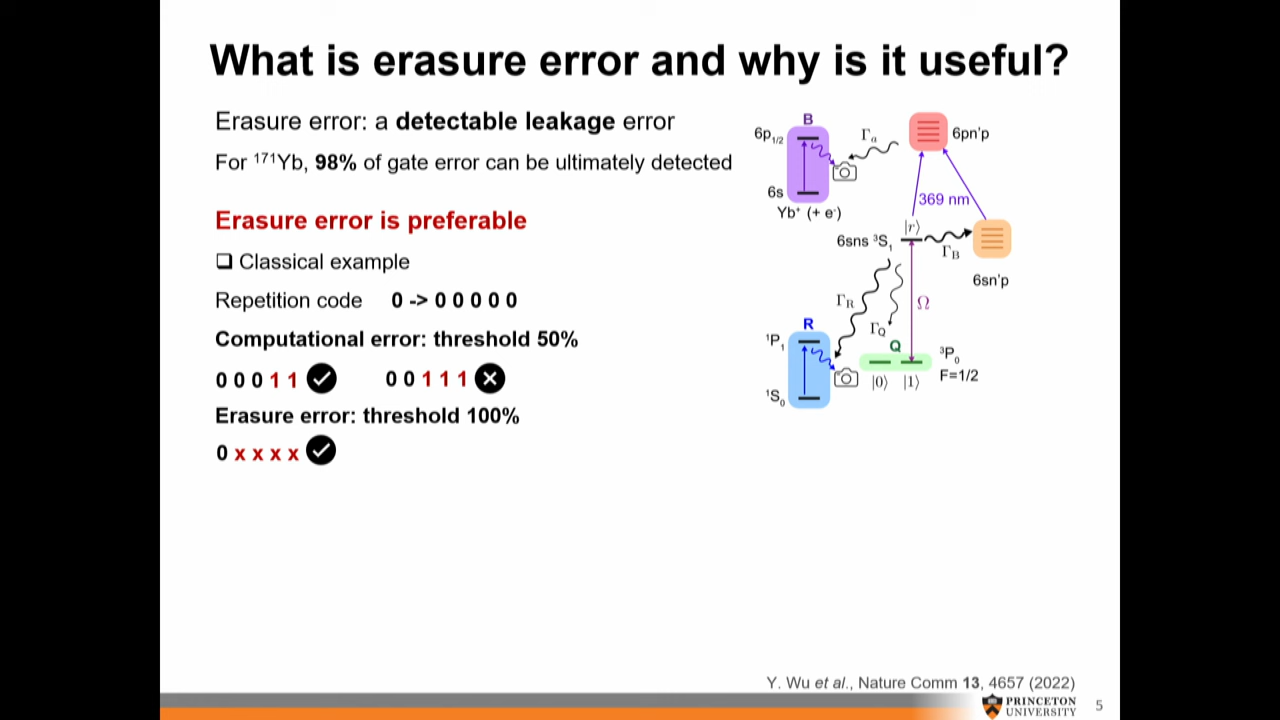 What is erasure error and why is it useful?
Erasure error: a detectable leakage error
For ¹⁷¹Yb, 98% of gate error can be ultimately detected
Erasure error is preferable
❑ Classical example
Repetition code 0 -> 0 0 0 0 0
Computational error: threshold 50%
0 0 0 1 1 0 0 1 1 1
Erasure error: threshold 100%
0 x x x x
B
6p₁/₂
Γₐ
6pn'p
6s
Yb⁺ (+ e⁻)
369 nm
|r⟩
6sns ³S₁
Γ_B
6sn'p
Γ_R
Ω
Γ_Q
R
Q
¹P₁
³P₀
F=1/2
|0⟩ |1⟩
¹S₀
Y. Wu et al., Nature Comm 13, 4657 (2022)
PRINCETON
UNIVERSITY
5